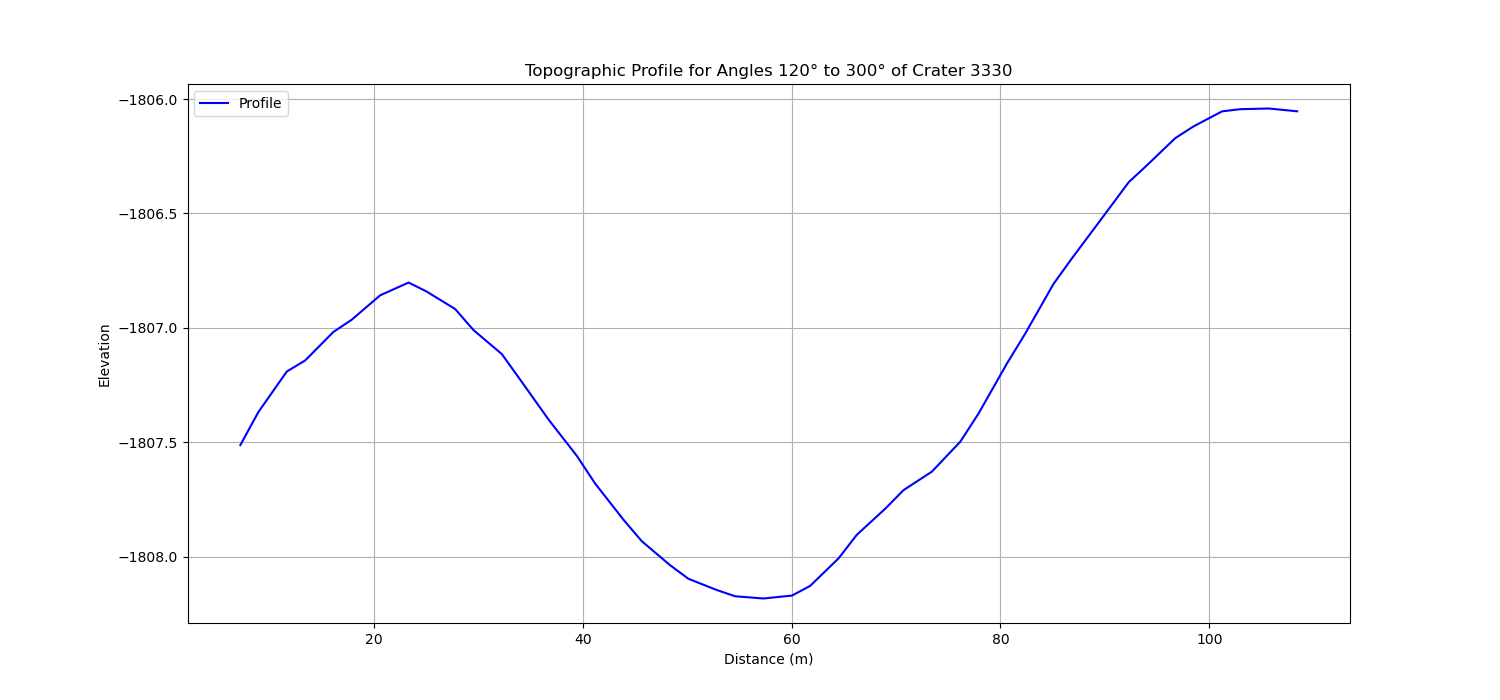 Topographic Profile for Angles 120° to 300° of Crater 3330
Profile
Elevation
−1806.0
−1806.5
−1807.0
−1807.5
−1808.0
20 40 60 80 100
Distance (m)